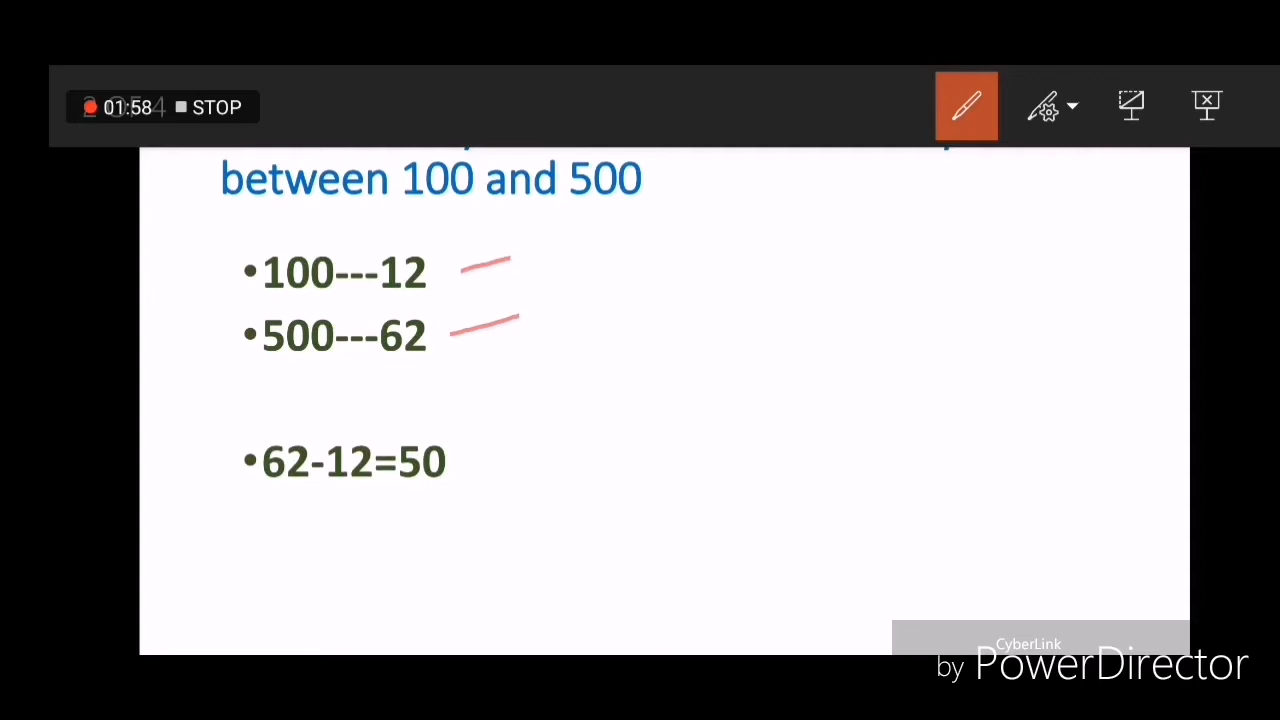 01:58 STOP
between 100 and 500
•100---12
•500---62
•62-12=50
CyberLink
by PowerDirector